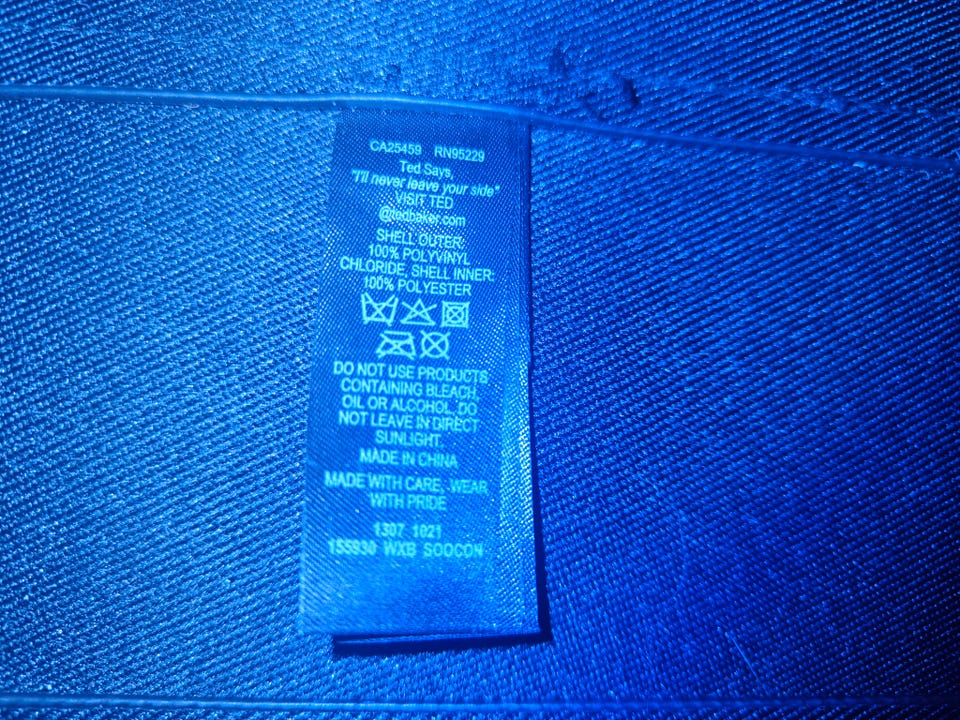 CA25459 RN95229
Ted Says,
"I'll never leave your side"
VISIT TED
@tedbaker.com
SHELL OUTER:
100% POLYVINYL
CHLORIDE, SHELL INNER:
100% POLYESTER
DO NOT USE PRODUCTS
CONTAINING BLEACH,
OIL OR ALCOHOL. DO
NOT LEAVE IN DIRECT
SUNLIGHT.
MADE IN CHINA
MADE WITH CARE, WEAR
WITH PRIDE
1307 1021
155930 WXB SOOCON